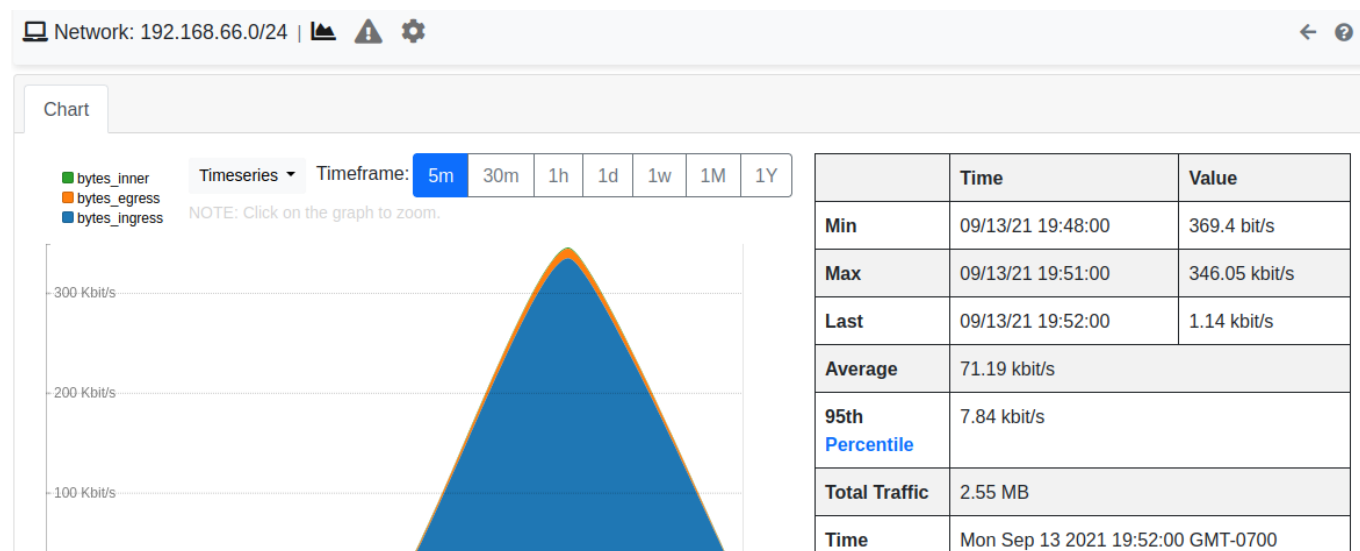 Network: 192.168.66.0/24 |
Chart
bytes_inner
bytes_egress
bytes_ingress
Timeseries
Timeframe: 5m 30m 1h 1d 1w 1M 1Y
NOTE: Click on the graph to zoom.
300 Kbit/s
200 Kbit/s
100 Kbit/s
Time Value
Min 09/13/21 19:48:00 369.4 bit/s
Max 09/13/21 19:51:00 346.05 kbit/s
Last 09/13/21 19:52:00 1.14 kbit/s
Average 71.19 kbit/s
95th 7.84 kbit/s
Percentile
Total Traffic 2.55 MB
Time Mon Sep 13 2021 19:52:00 GMT-0700